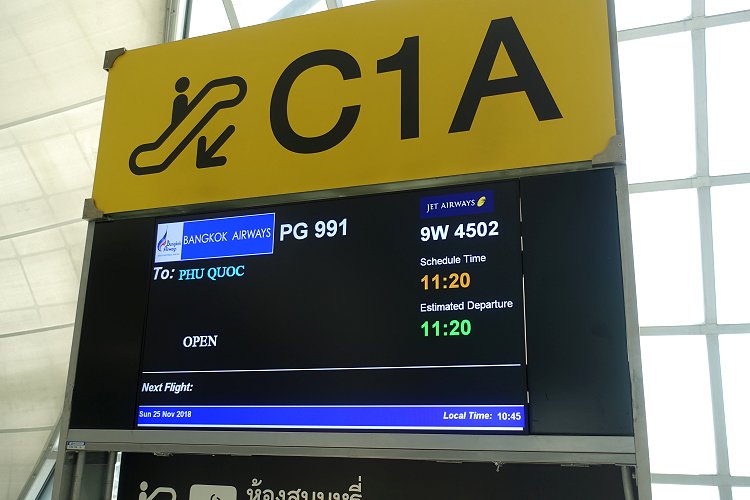 C1A
BANGKOK AIRWAYS PG 991 JET AIRWAYS
9W 4502
To: PHU QUOC
Schedule Time
11:20
Estimated Departure
11:20
OPEN
Next Flight:
Sun 25 Nov 2018 Local Time: 10:45